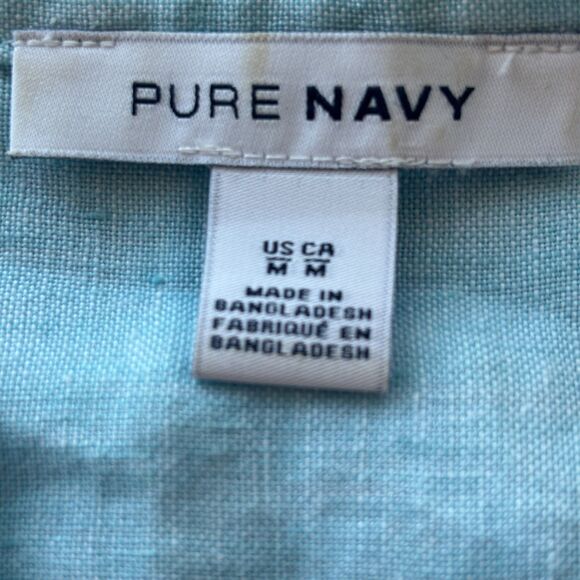 PURE NAVY
US CA
M M
MADE IN
BANGLADESH
FABRIQUÉ EN
BANGLADESH